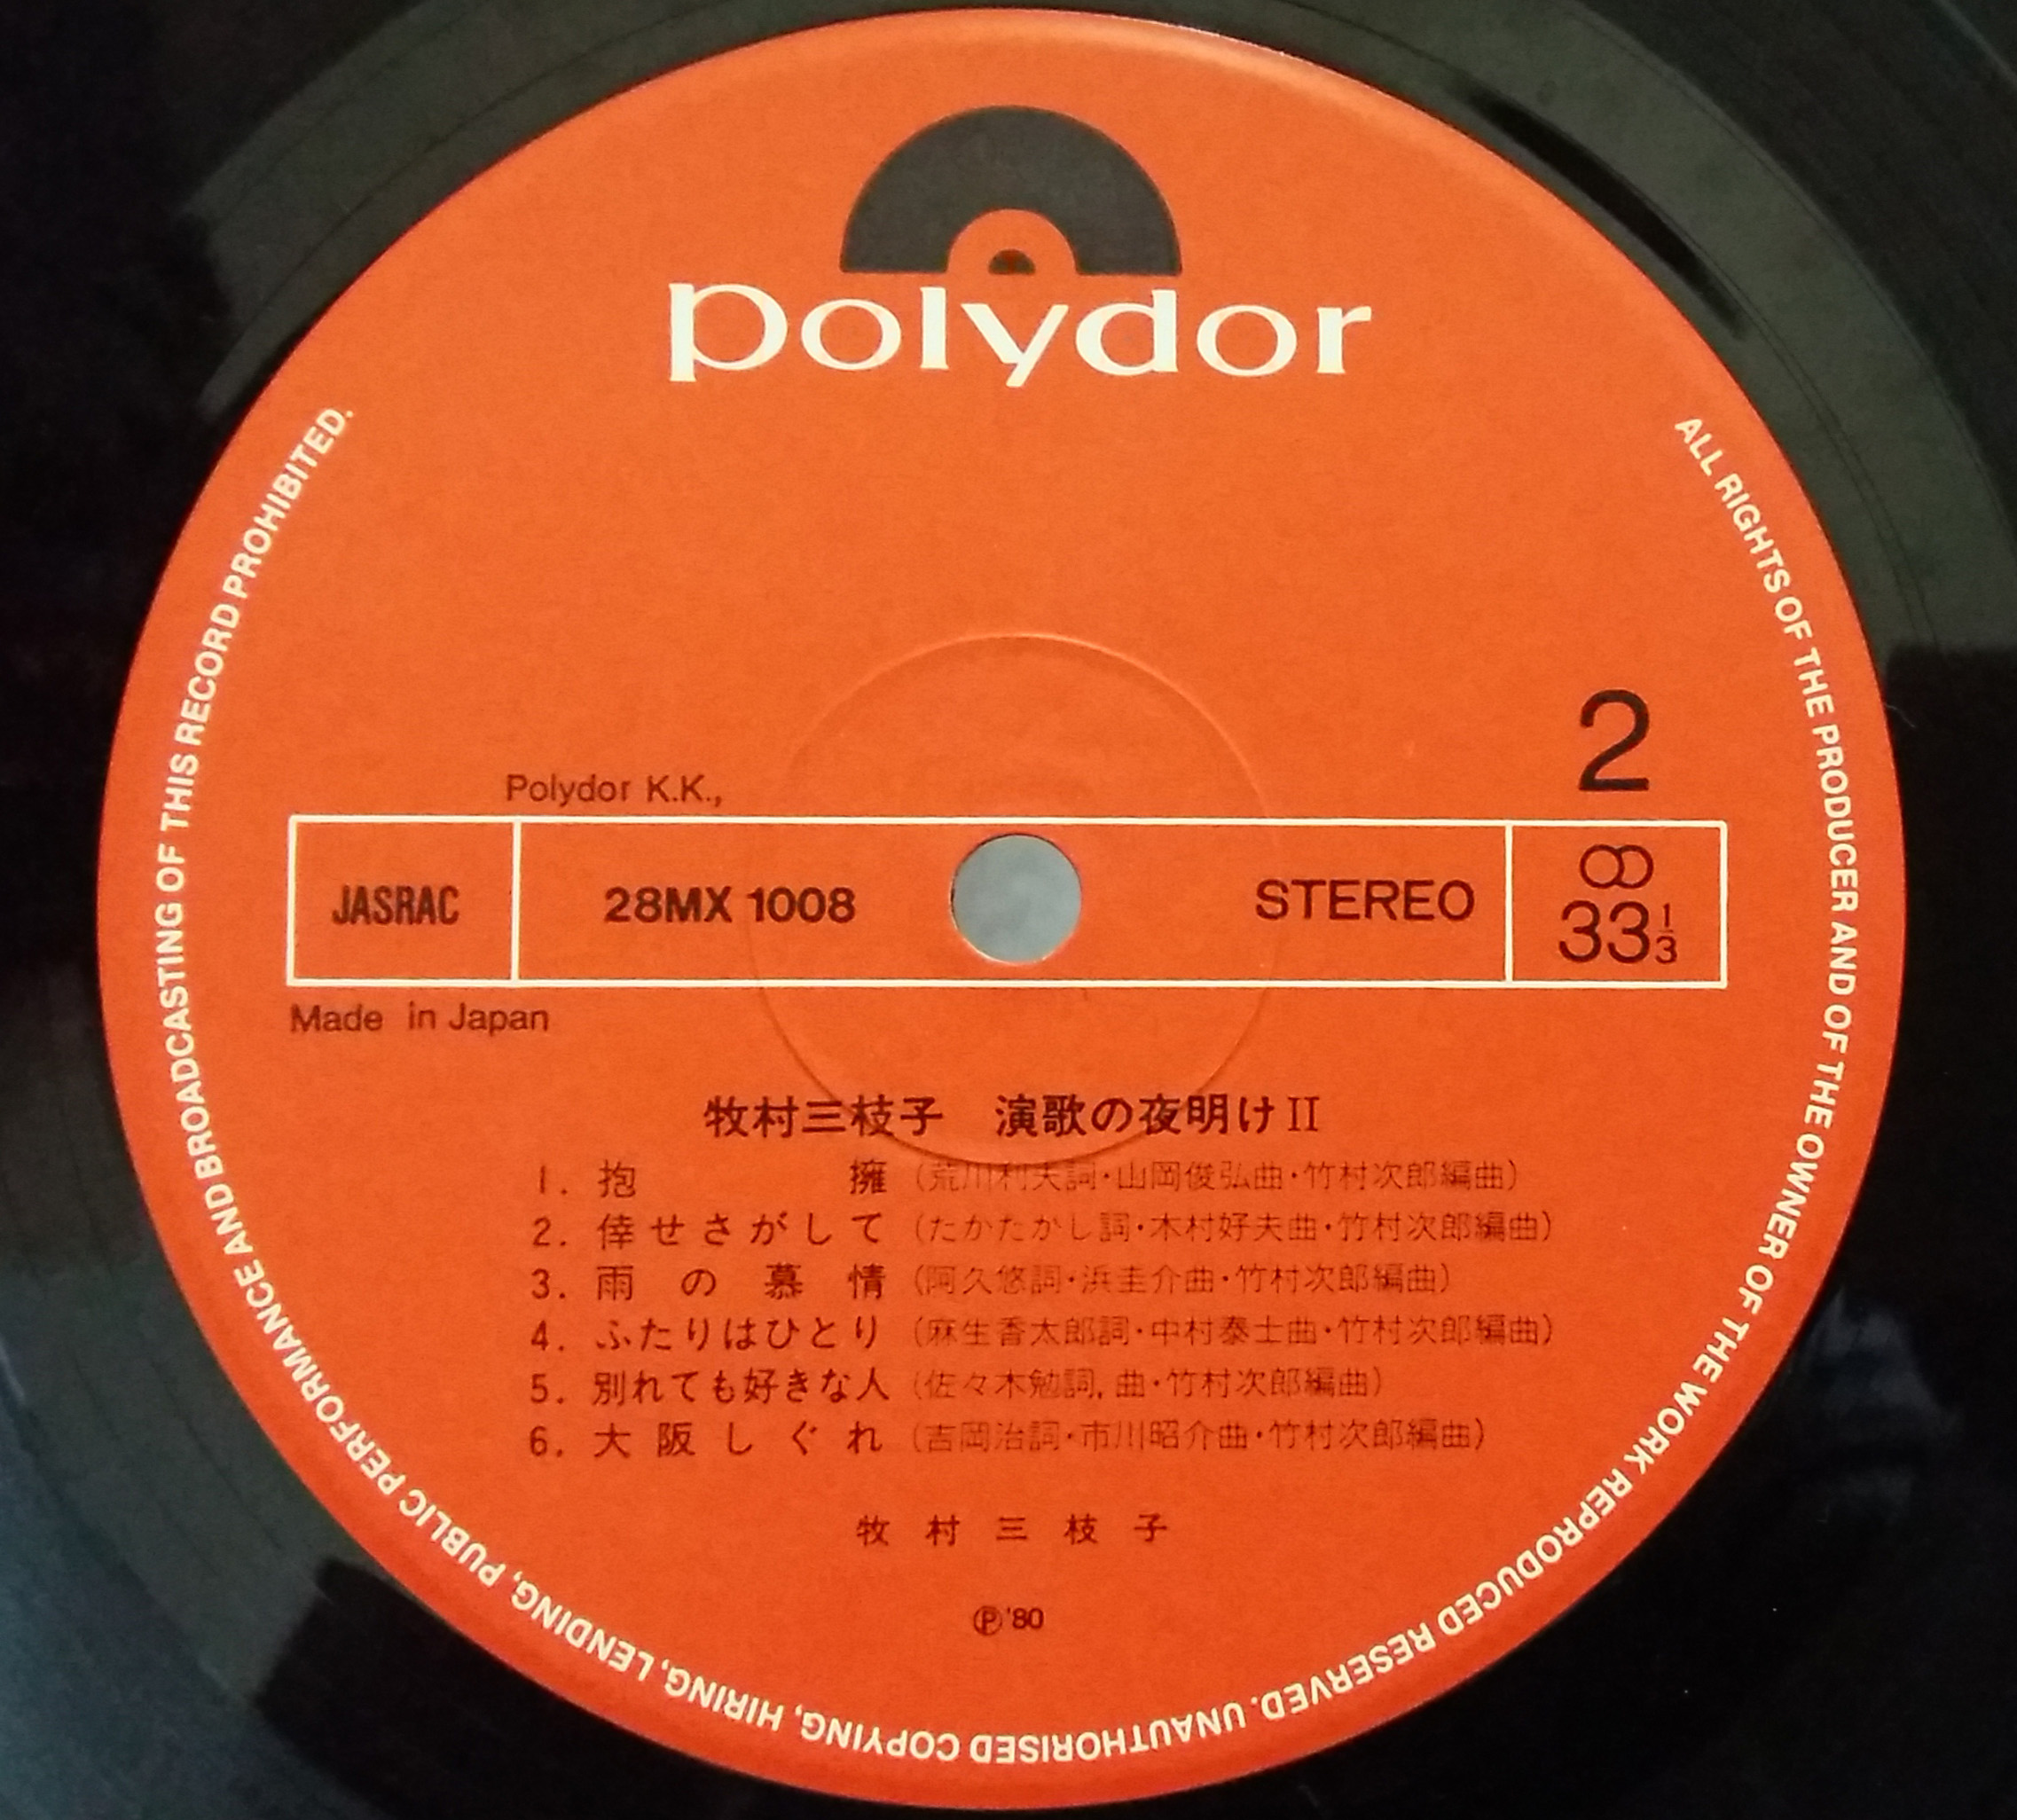 polydor
2
Polydor K.K.,
JASRAC 28MX 1008 STEREO 33 1/3
Made in Japan
牧村三枝子 演歌の夜明けII
1. 抱擁 (荒川利夫詞・山岡俊弘曲・竹村次郎編曲)
2. 倖せさがして (たかたかし詞・木村好夫曲・竹村次郎編曲)
3. 雨の慕情 (阿久悠詞・浜圭介曲・竹村次郎編曲)
4. ふたりはひとり (麻生香太郎詞・中村泰士曲・竹村次郎編曲)
5. 別れても好きな人 (佐々木勉詞, 曲・竹村次郎編曲)
6. 大阪しぐれ (吉岡治詞・市川昭介曲・竹村次郎編曲)
牧村三枝子
Ⓟ'80
ALL RIGHTS OF THE PRODUCER AND OF THE OWNER OF THE WORK REPRODUCED RESERVED. UNAUTHORISED COPYING, HIRING, LENDING, PUBLIC PERFORMANCE AND BROADCASTING OF THIS RECORD PROHIBITED.